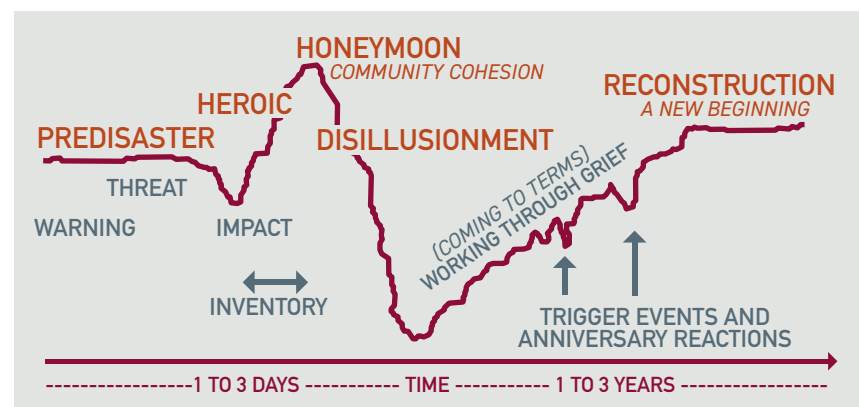 HONEYMOON
COMMUNITY COHESION
RECONSTRUCTION
A NEW BEGINNING
HEROIC
PREDISASTER
DISILLUSIONMENT
THREAT
WARNING
IMPACT
(COMING TO TERMS)
WORKING THROUGH GRIEF
INVENTORY
TRIGGER EVENTS AND
ANNIVERSARY REACTIONS
1 TO 3 DAYS TIME 1 TO 3 YEARS